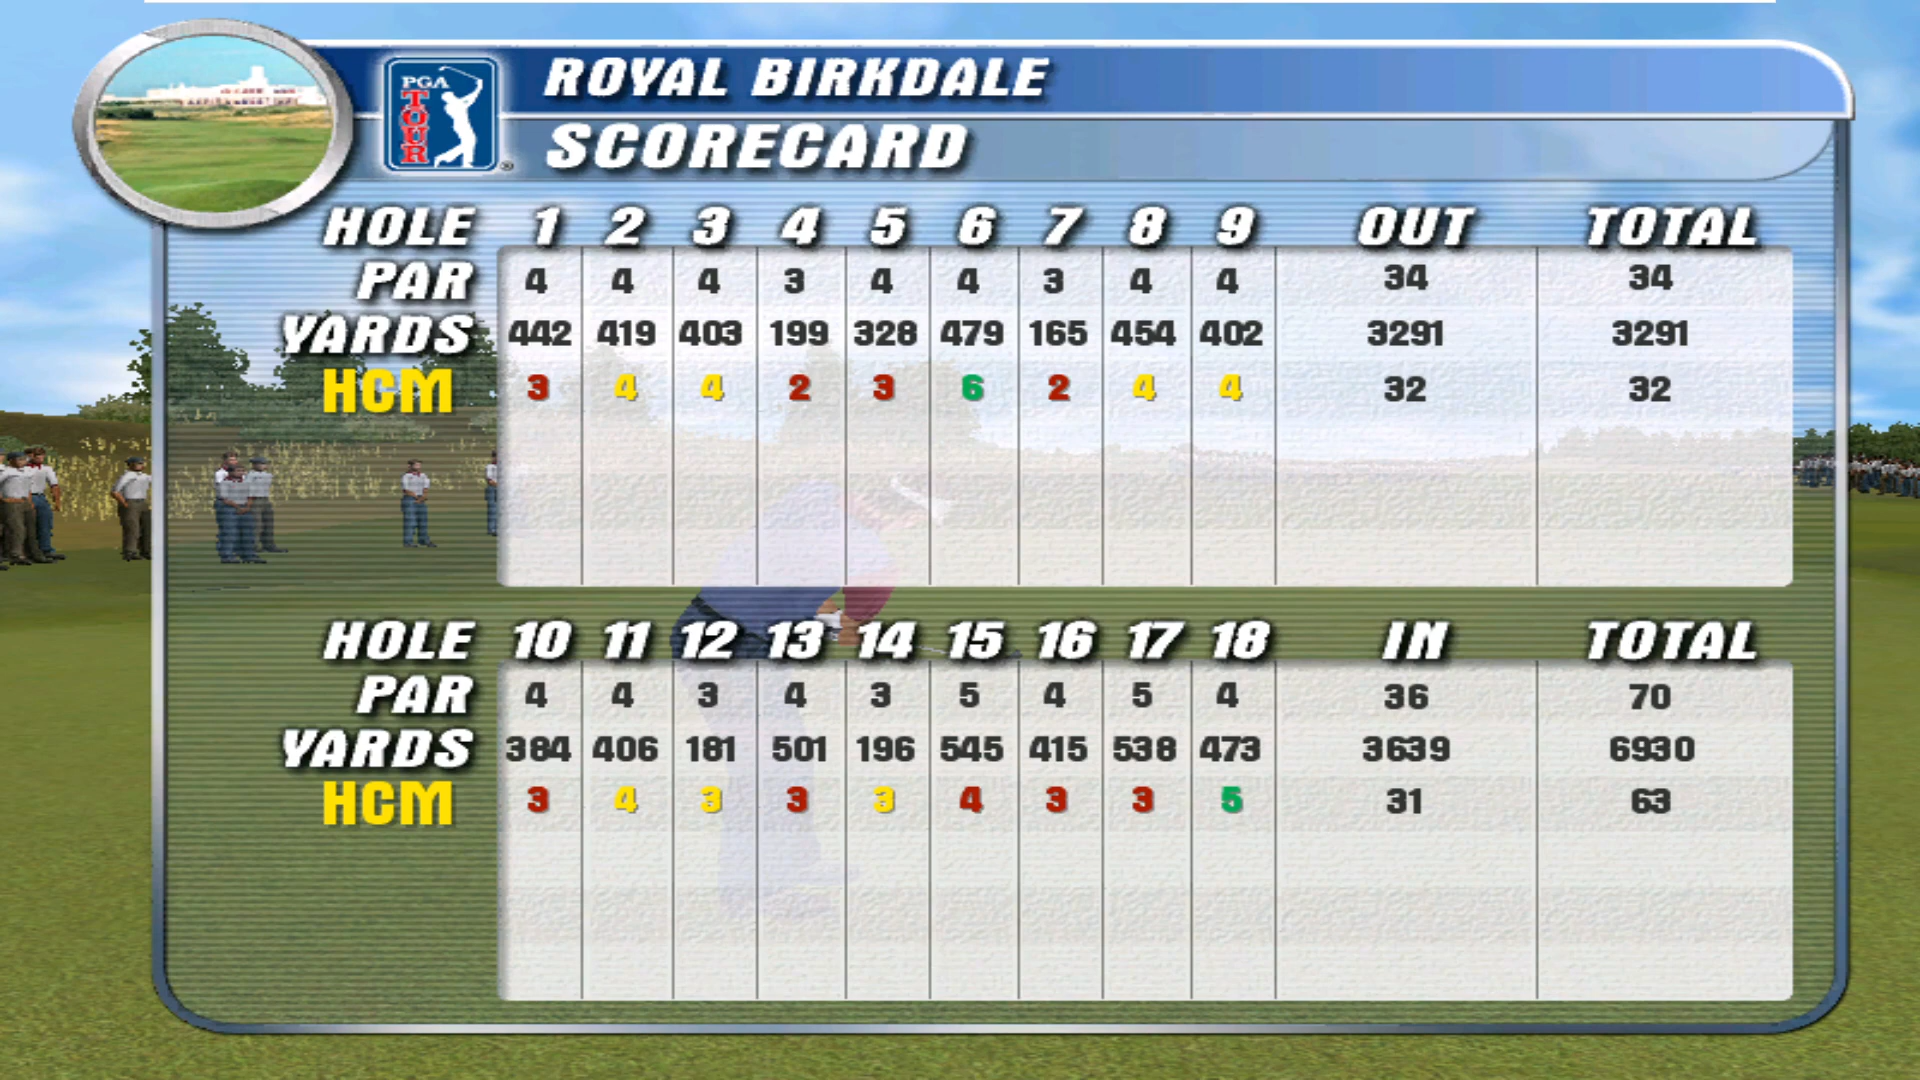 PGA
TOUR
®
ROYAL BIRKDALE
SCORECARD
HOLE 1 2 3 4 5 6 7 8 9 OUT TOTAL
PAR 4 4 4 3 4 4 3 4 4 34 34
YARDS 442 419 403 199 328 479 165 454 402 3291 3291
HCM 3 4 4 2 3 6 2 4 4 32 32
HOLE 10 11 12 13 14 15 16 17 18 IN TOTAL
PAR 4 4 3 4 3 5 4 5 4 36 70
YARDS 384 406 181 501 196 545 415 538 473 3639 6930
HCM 3 4 3 3 3 4 3 3 5 31 63